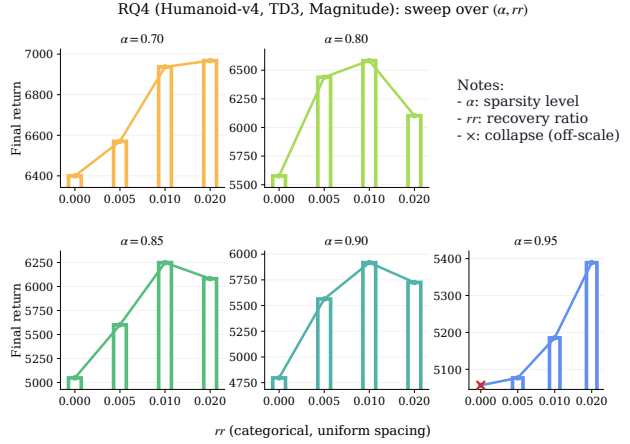 RQ4 (Humanoid-v4, TD3, Magnitude): sweep over (α, rr)
α = 0.70
7000
6800
6600
6400
Final return
0.000 0.005 0.010 0.020
α = 0.80
6500
6250
6000
5750
5500
0.000 0.005 0.010 0.020
Notes:
- α: sparsity level
- rr: recovery ratio
- ×: collapse (off-scale)
α = 0.85
6250
6000
5750
5500
5250
5000
Final return
0.000 0.005 0.010 0.020
α = 0.90
6000
5750
5500
5250
5000
4750
0.000 0.005 0.010 0.020
α = 0.95
5400
5300
5200
5100
0.000 0.005 0.010 0.020
rr (categorical, uniform spacing)